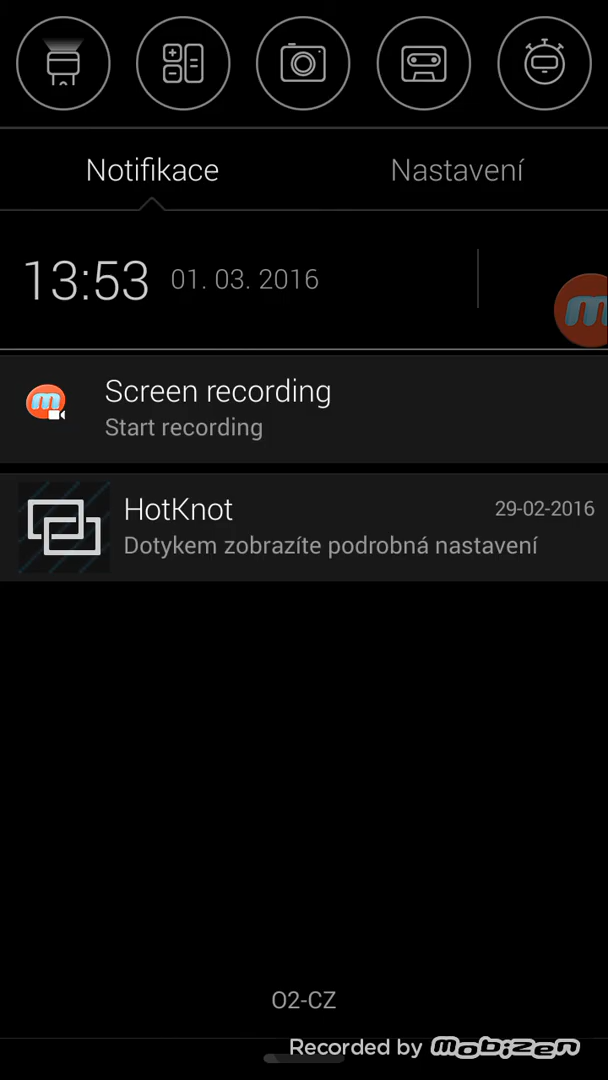 Notifikace
Nastavení
13:53
01. 03. 2016
m
m
Screen recording
Start recording
HotKnot
29-02-2016
Dotykem zobrazíte podrobná nastavení
O2-CZ
Recorded by mobizen